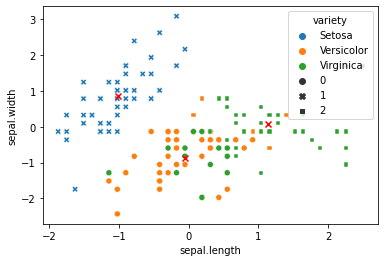 3
2
1
0
−1
−2
sepal.width
−2
−1
0
1
2
sepal.length
variety
Setosa
Versicolor
Virginica
0
1
2